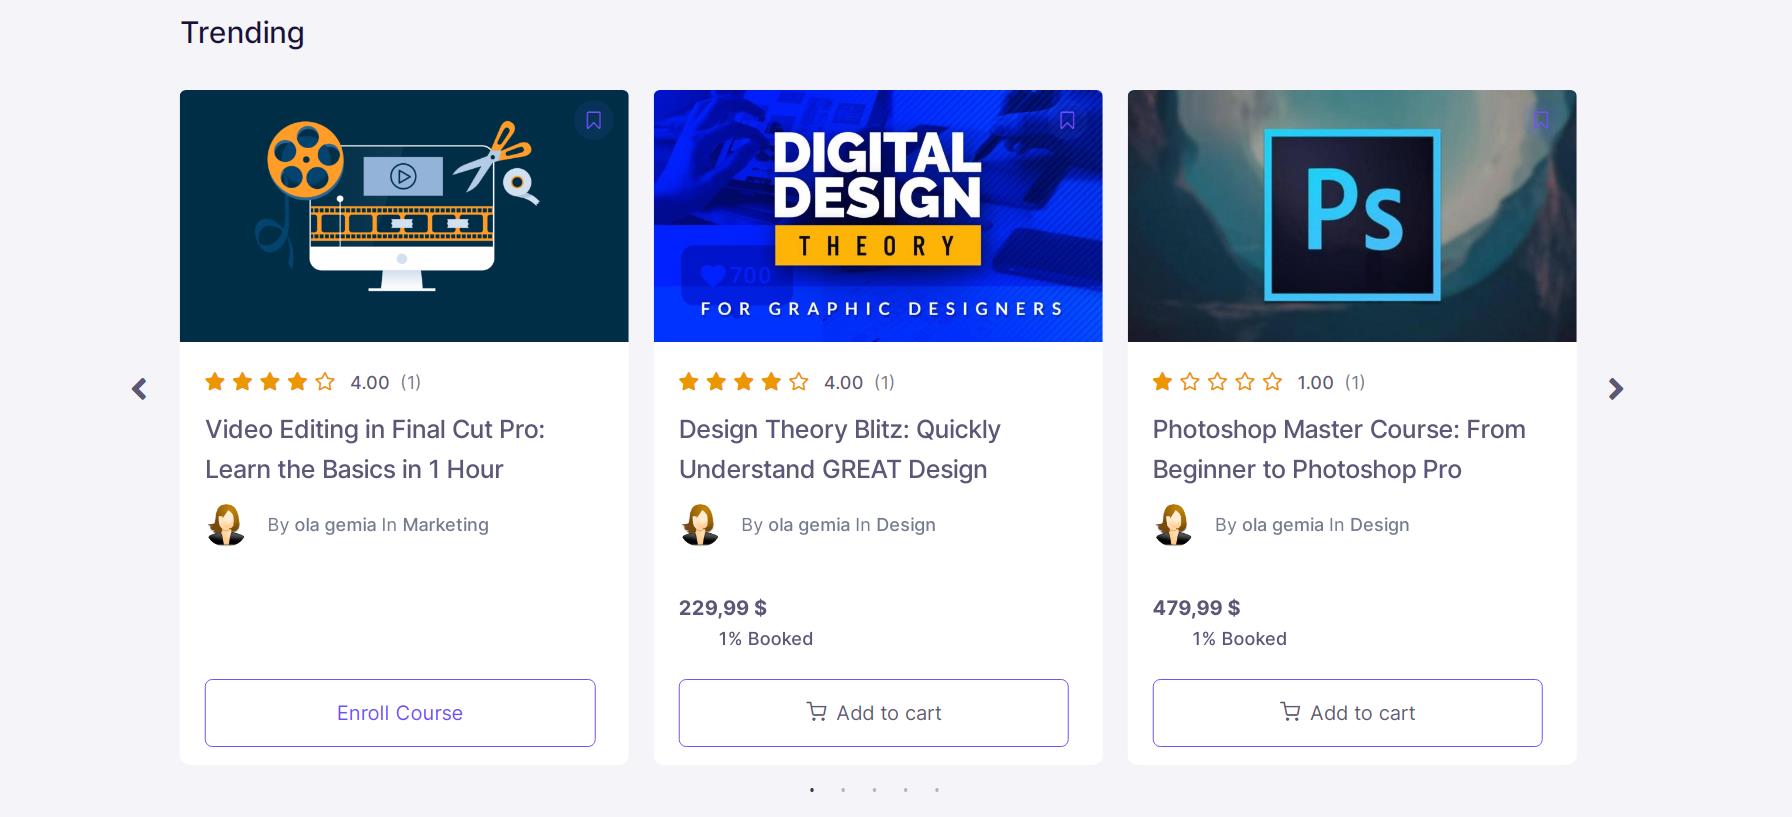 Trending
DIGITAL
DESIGN
THEORY
700
FOR GRAPHIC DESIGNERS
Ps
4.00 (1)
Video Editing in Final Cut Pro:
Learn the Basics in 1 Hour
By ola gemia In Marketing
Enroll Course
4.00 (1)
Design Theory Blitz: Quickly
Understand GREAT Design
By ola gemia In Design
229,99 $
1% Booked
Add to cart
1.00 (1)
Photoshop Master Course: From
Beginner to Photoshop Pro
By ola gemia In Design
479,99 $
1% Booked
Add to cart